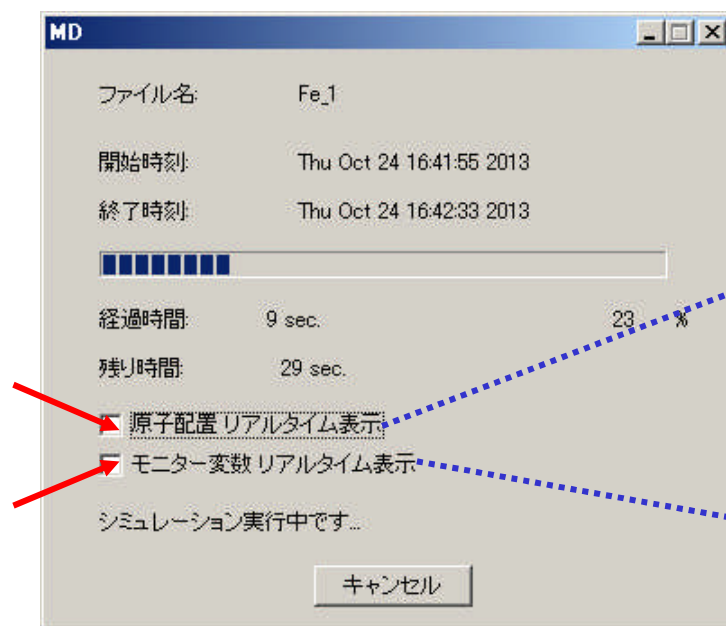 MD
ファイル名: Fe_1
開始時刻: Thu Oct 24 16:41:55 2013
終了時刻: Thu Oct 24 16:42:33 2013
経過時間: 9 sec. 23 %
残り時間: 29 sec.
原子配置 リアルタイム表示
モニター変数 リアルタイム表示
シミュレーション実行中です...
キャンセル